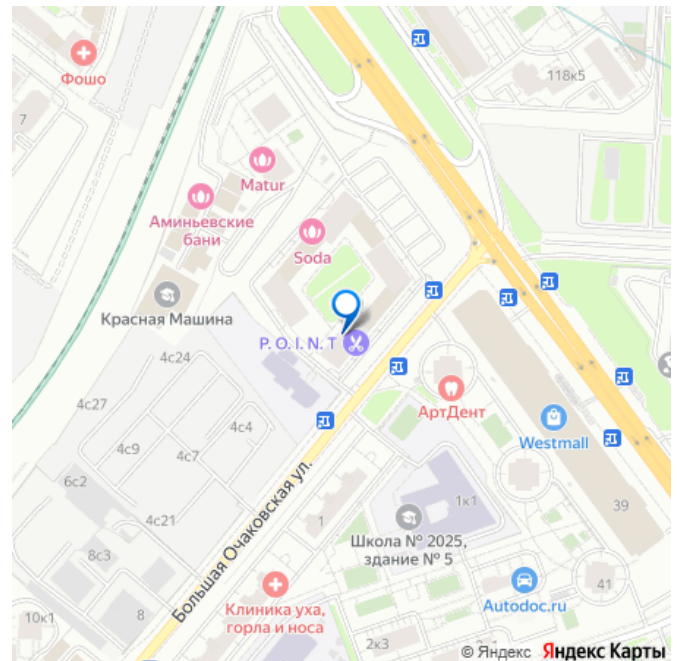 Фошо
118к5
7
Matur
Аминьевские
бани
Soda
Красная Машина
P.O.I.N.T
4с24
АртДент
4с27
4с4
Westmall
4с9
4с7
6с2
1к1
39
4с21
1
Школа № 2025,
здание № 5
8с3
Большая Очаковская ул.
41
Autodoc.ru
10к1
8
Клиника уха,
горла и носа
2к3
© Яндекс Яндекс Карты